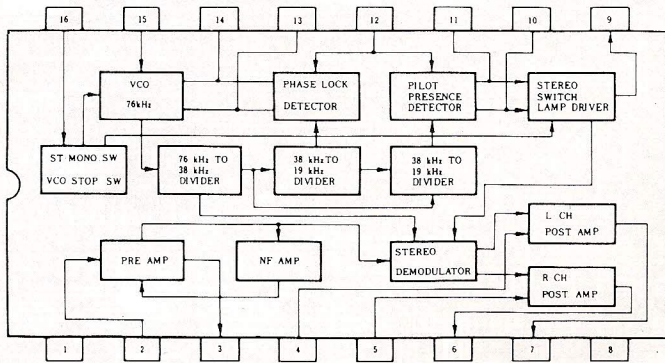 16 15 14 13 12 11 10 9
VCO
76kHz
PHASE LOCK
DETECTOR
PILOT
PRESENCE
DETECTOR
STEREO
SWITCH
LAMP DRIVER
ST·MONO. SW
VCO STOP SW
76 kHz TO
38 kHz
DIVIDER
38 kHz TO
19 kHz
DIVIDER
38 kHz TO
19 kHz
DIVIDER
PRE AMP
NF AMP
STEREO
DEMODULATOR
L CH
POST AMP
R CH
POST AMP
1 2 3 4 5 6 7 8